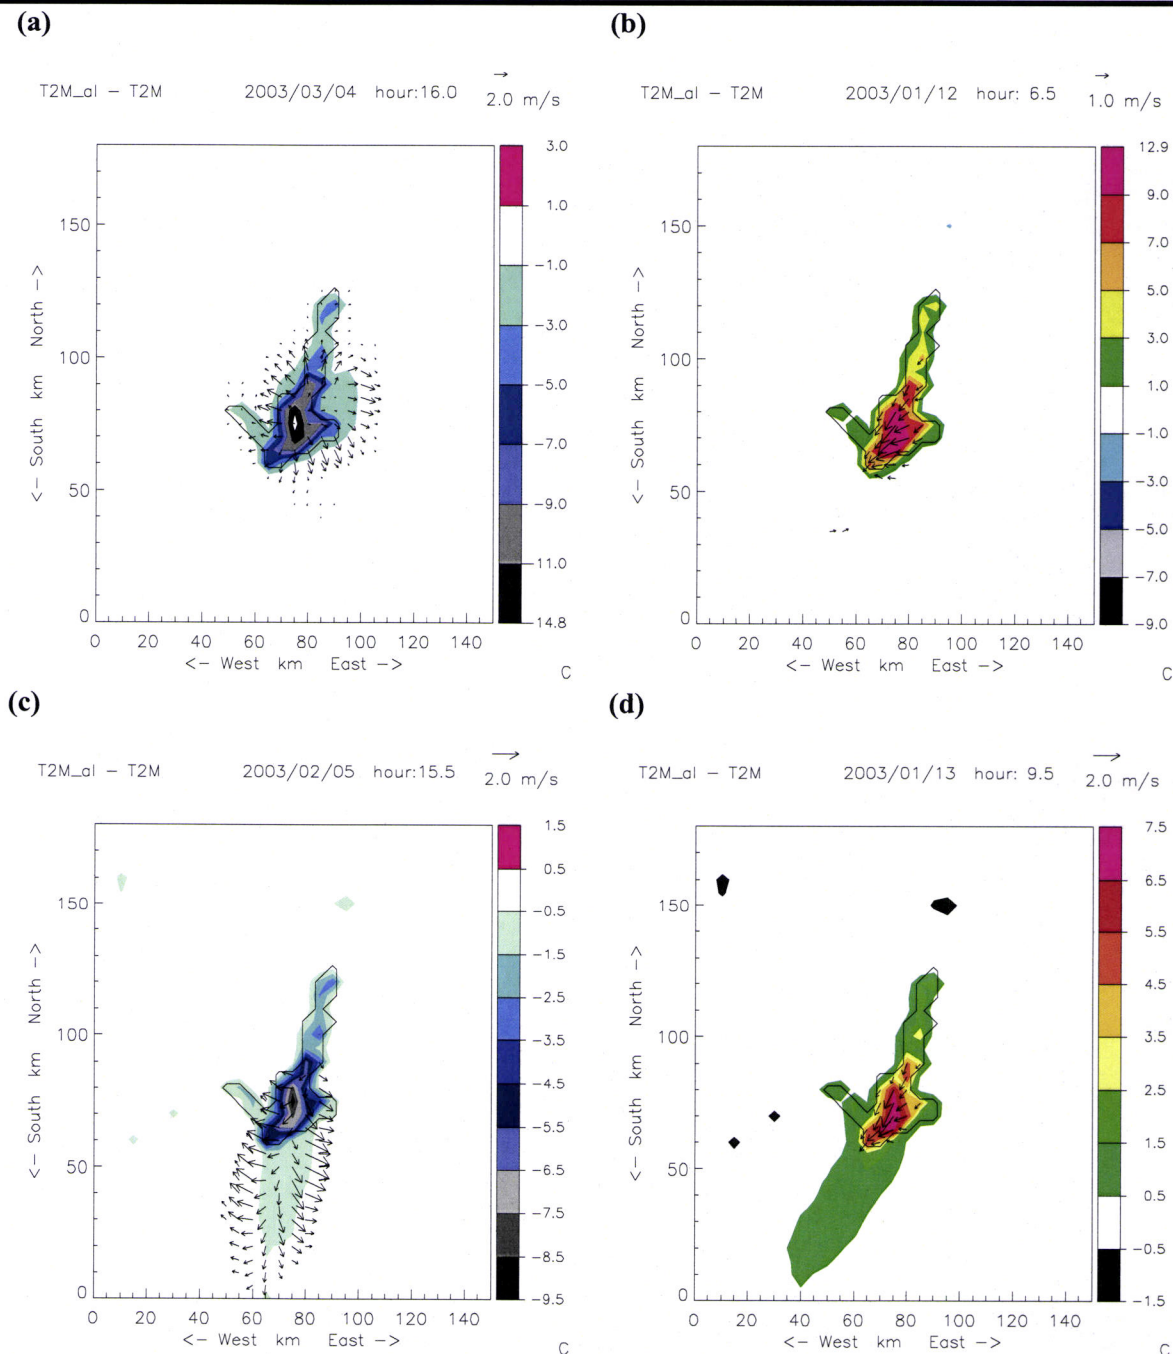 (a)
T2M_al - T2M 2003/03/04 hour:16.0 2.0 m/s
3.0
1.0
-1.0
-3.0
-5.0
-7.0
-9.0
-11.0
-14.8
150
100
50
0
<- South km North ->
0 20 40 60 80 100 120 140
<- West km East ->
C
(b)
T2M_al - T2M 2003/01/12 hour: 6.5 1.0 m/s
12.9
9.0
7.0
5.0
3.0
1.0
-1.0
-3.0
-5.0
-7.0
-9.0
150
100
50
0
<- South km North ->
0 20 40 60 80 100 120 140
<- West km East ->
C
(c)
T2M_al - T2M 2003/02/05 hour:15.5 2.0 m/s
1.5
0.5
-0.5
-1.5
-2.5
-3.5
-4.5
-5.5
-6.5
-7.5
-8.5
-9.5
150
100
50
0
<- South km North ->
0 20 40 60 80 100 120 140
<- West km East ->
C
(d)
T2M_al - T2M 2003/01/13 hour: 9.5 2.0 m/s
7.5
6.5
5.5
4.5
3.5
2.5
1.5
0.5
-0.5
-1.5
150
100
50
0
<- South km North ->
0 20 40 60 80 100 120 140
<- West km East ->
C